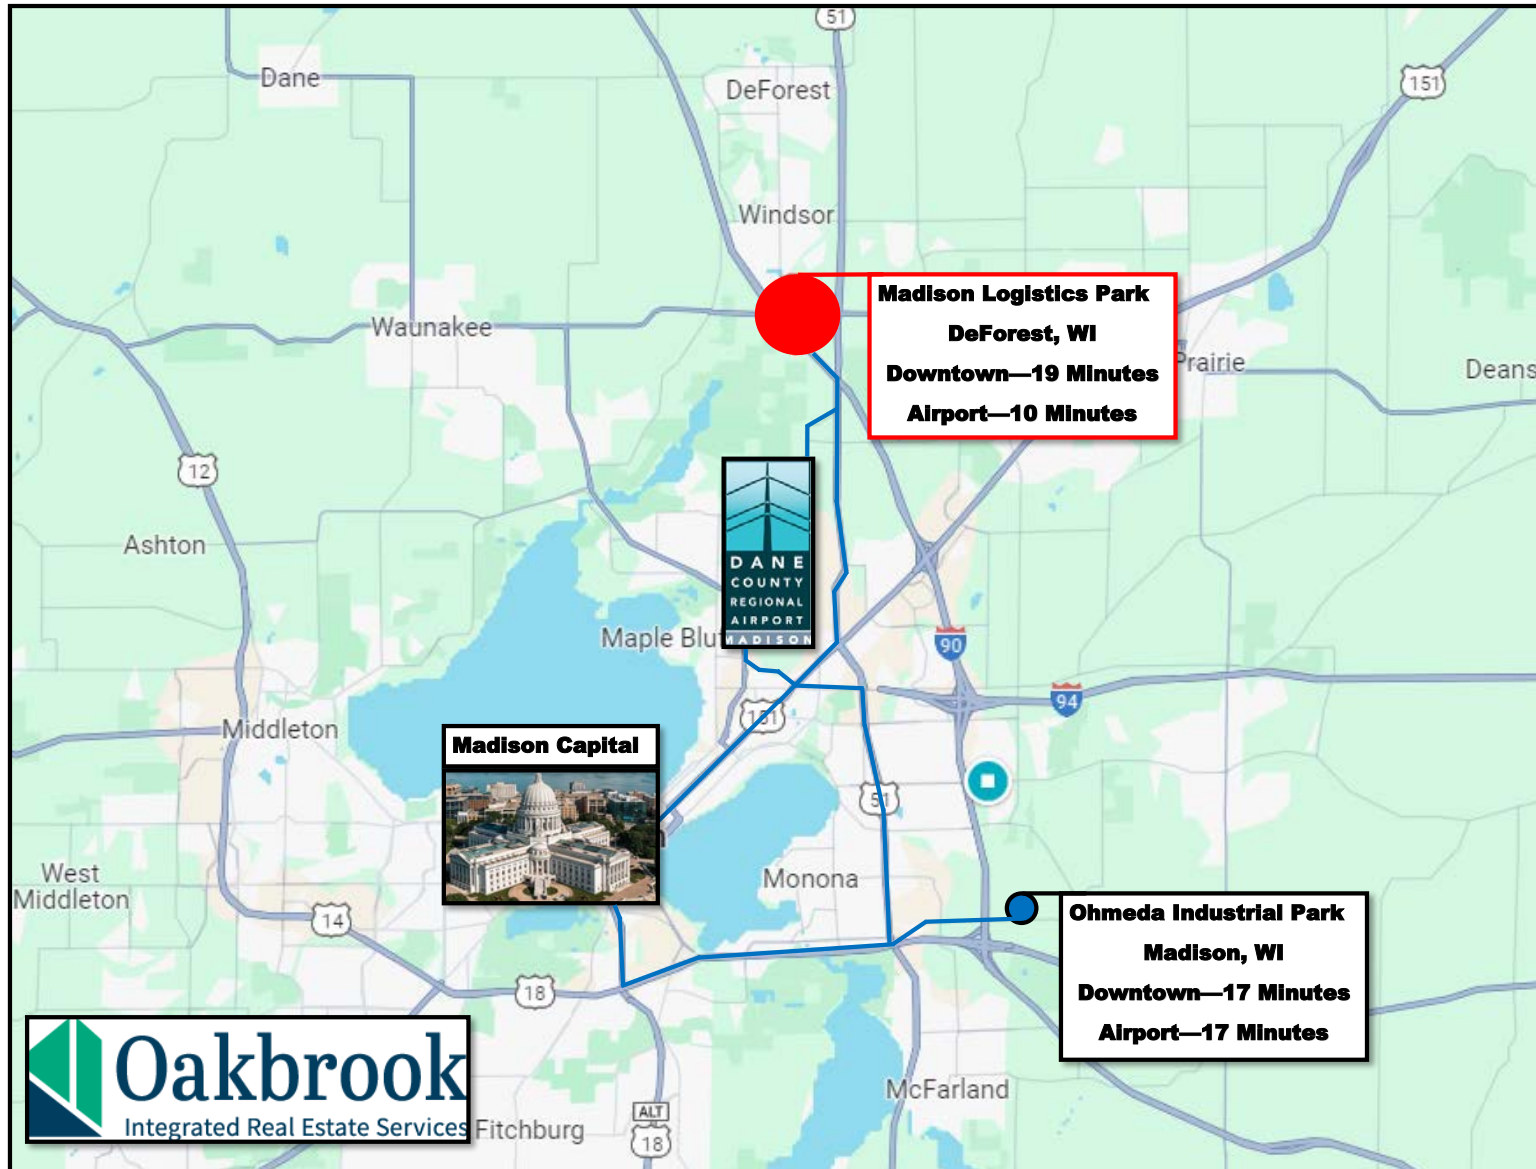 51
Dane
DeForest
151
Windsor
Madison Logistics Park
DeForest, WI
Downtown—19 Minutes
Airport—10 Minutes
Waunakee
Prairie
Deans
12
Ashton
DANE
COUNTY
REGIONAL
AIRPORT
MADISON
Maple Blu
90
94
151
Middleton
Madison Capital
51
n
West
Middleton
Monona
14
Ohmeda Industrial Park
Madison, WI
Downtown—17 Minutes
Airport—17 Minutes
18
Oakbrook
Integrated Real Estate Services
McFarland
ALT
18
Fitchburg